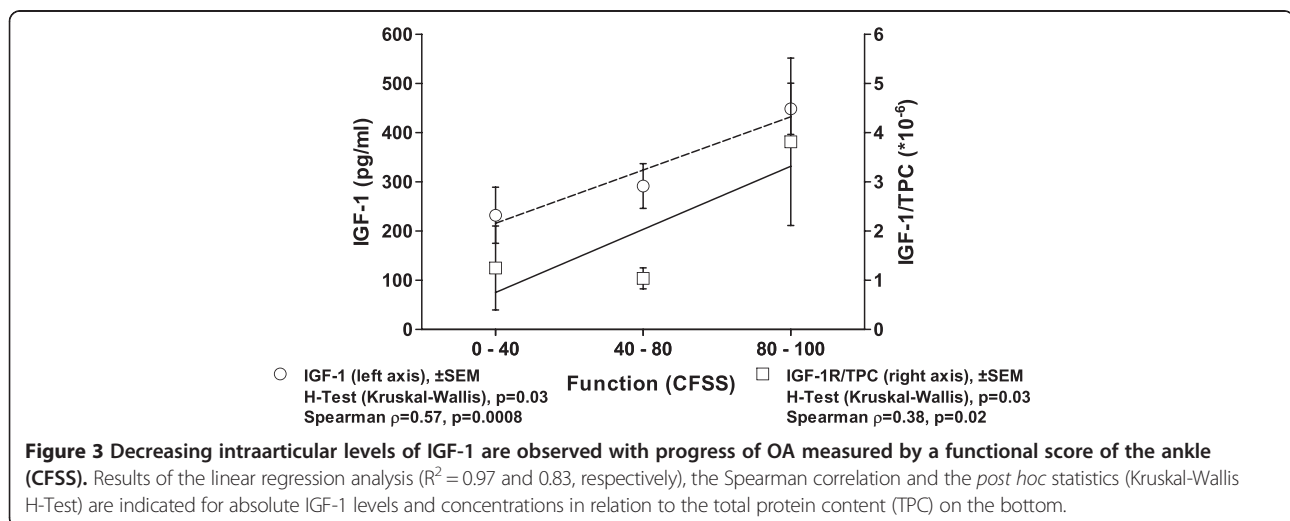 600
500
400
300
200
100
0
IGF-1 (pg/ml)
6
5
4
3
2
1
0
IGF-1/TPC (*10⁻⁶)
0 - 40
40 - 80
80 - 100
Function (CFSS)
IGF-1 (left axis), ±SEM
H-Test (Kruskal-Wallis), p=0.03
Spearman ρ=0.57, p=0.0008
IGF-1R/TPC (right axis), ±SEM
H-Test (Kruskal-Wallis), p=0.03
Spearman ρ=0.38, p=0.02
Figure 3 Decreasing intraarticular levels of IGF-1 are observed with progress of OA measured by a functional score of the ankle
(CFSS). Results of the linear regression analysis (R² = 0.97 and 0.83, respectively), the Spearman correlation and the post hoc statistics (Kruskal-Wallis
H-Test) are indicated for absolute IGF-1 levels and concentrations in relation to the total protein content (TPC) on the bottom.